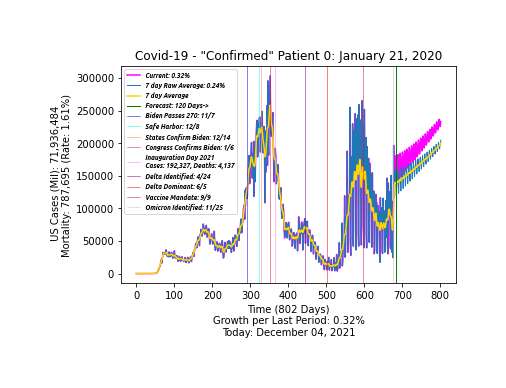 Covid-19 - "Confirmed" Patient 0: January 21, 2020
US Cases (Mill): 71,936,484
Mortality: 787,695 (Rate: 1.61%)
300000
250000
200000
150000
100000
50000
0
Current: 0.32%
7 day Raw Average: 0.24%
7 day Average
Forecast: 120 Days->
Biden Passes 270: 11/7
Safe Harbor: 12/8
States Confirm Biden: 12/14
Congress Confirms Biden: 1/6
Inauguration Day 2021
Cases: 192,327, Deaths: 4,137
Delta Identified: 4/24
Delta Dominant: 6/5
Vaccine Mandate: 9/9
Omicron Identified: 11/25
0 100 200 300 400 500 600 700 800
Time (802 Days)
Growth per Last Period: 0.32%
Today: December 04, 2021